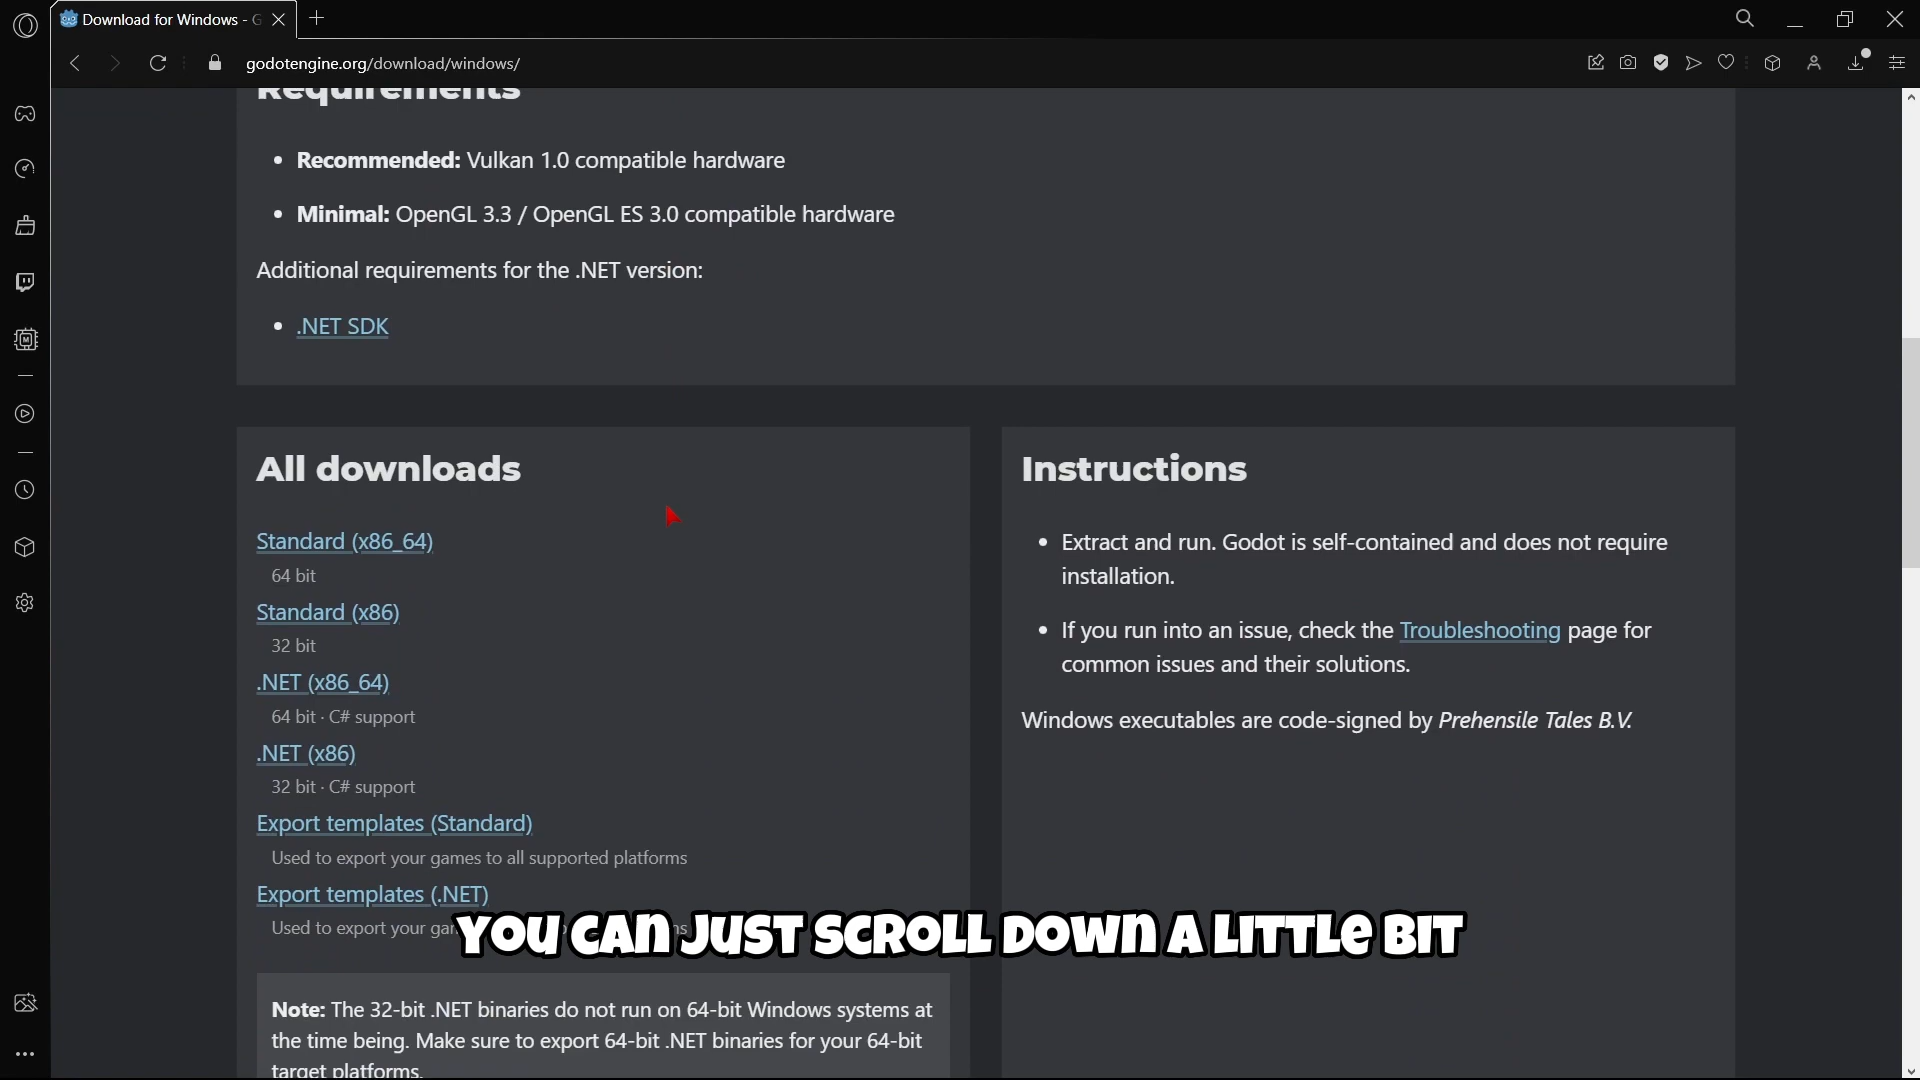 Download for Windows - G
godotengine.org/download/windows/
Requirements
Recommended: Vulkan 1.0 compatible hardware
Minimal: OpenGL 3.3 / OpenGL ES 3.0 compatible hardware
Additional requirements for the .NET version:
.NET SDK
All downloads
Standard (x86_64)
64 bit
Standard (x86)
32 bit
.NET (x86_64)
64 bit · C# support
.NET (x86)
32 bit · C# support
Export templates (Standard)
Used to export your games to all supported platforms
Export templates (.NET)
Used to export your
Note: The 32-bit .NET binaries do not run on 64-bit Windows systems at
the time being. Make sure to export 64-bit .NET binaries for your 64-bit
target platforms.
Instructions
Extract and run. Godot is self-contained and does not require
installation.
If you run into an issue, check the Troubleshooting page for
common issues and their solutions.
Windows executables are code-signed by Prehensile Tales B.V.
YOU CAN JUST SCROLL DOWN A LITTLE BIT